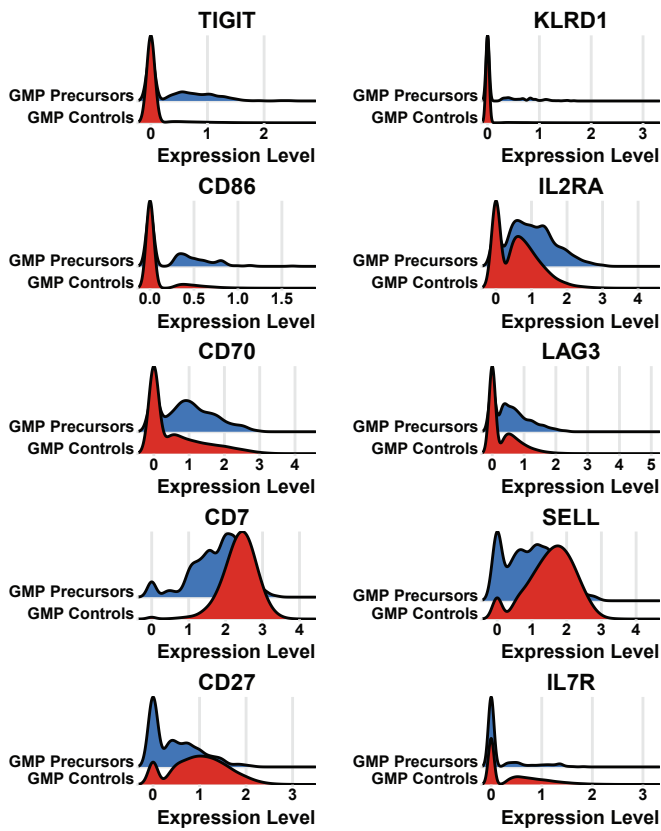 TIGIT
GMP Precursors
GMP Controls
0 1 2
Expression Level
KLRD1
GMP Precursors
GMP Controls
0 1 2 3
Expression Level
CD86
GMP Precursors
GMP Controls
0.0 0.5 1.0 1.5
Expression Level
IL2RA
GMP Precursors
GMP Controls
0 1 2 3 4
Expression Level
CD70
GMP Precursors
GMP Controls
0 1 2 3 4
Expression Level
LAG3
GMP Precursors
GMP Controls
0 1 2 3 4 5
Expression Level
CD7
GMP Precursors
GMP Controls
0 1 2 3 4
Expression Level
SELL
GMP Precursors
GMP Controls
0 1 2 3 4
Expression Level
CD27
GMP Precursors
GMP Controls
0 1 2 3
Expression Level
IL7R
GMP Precursors
GMP Controls
0 1 2 3
Expression Level